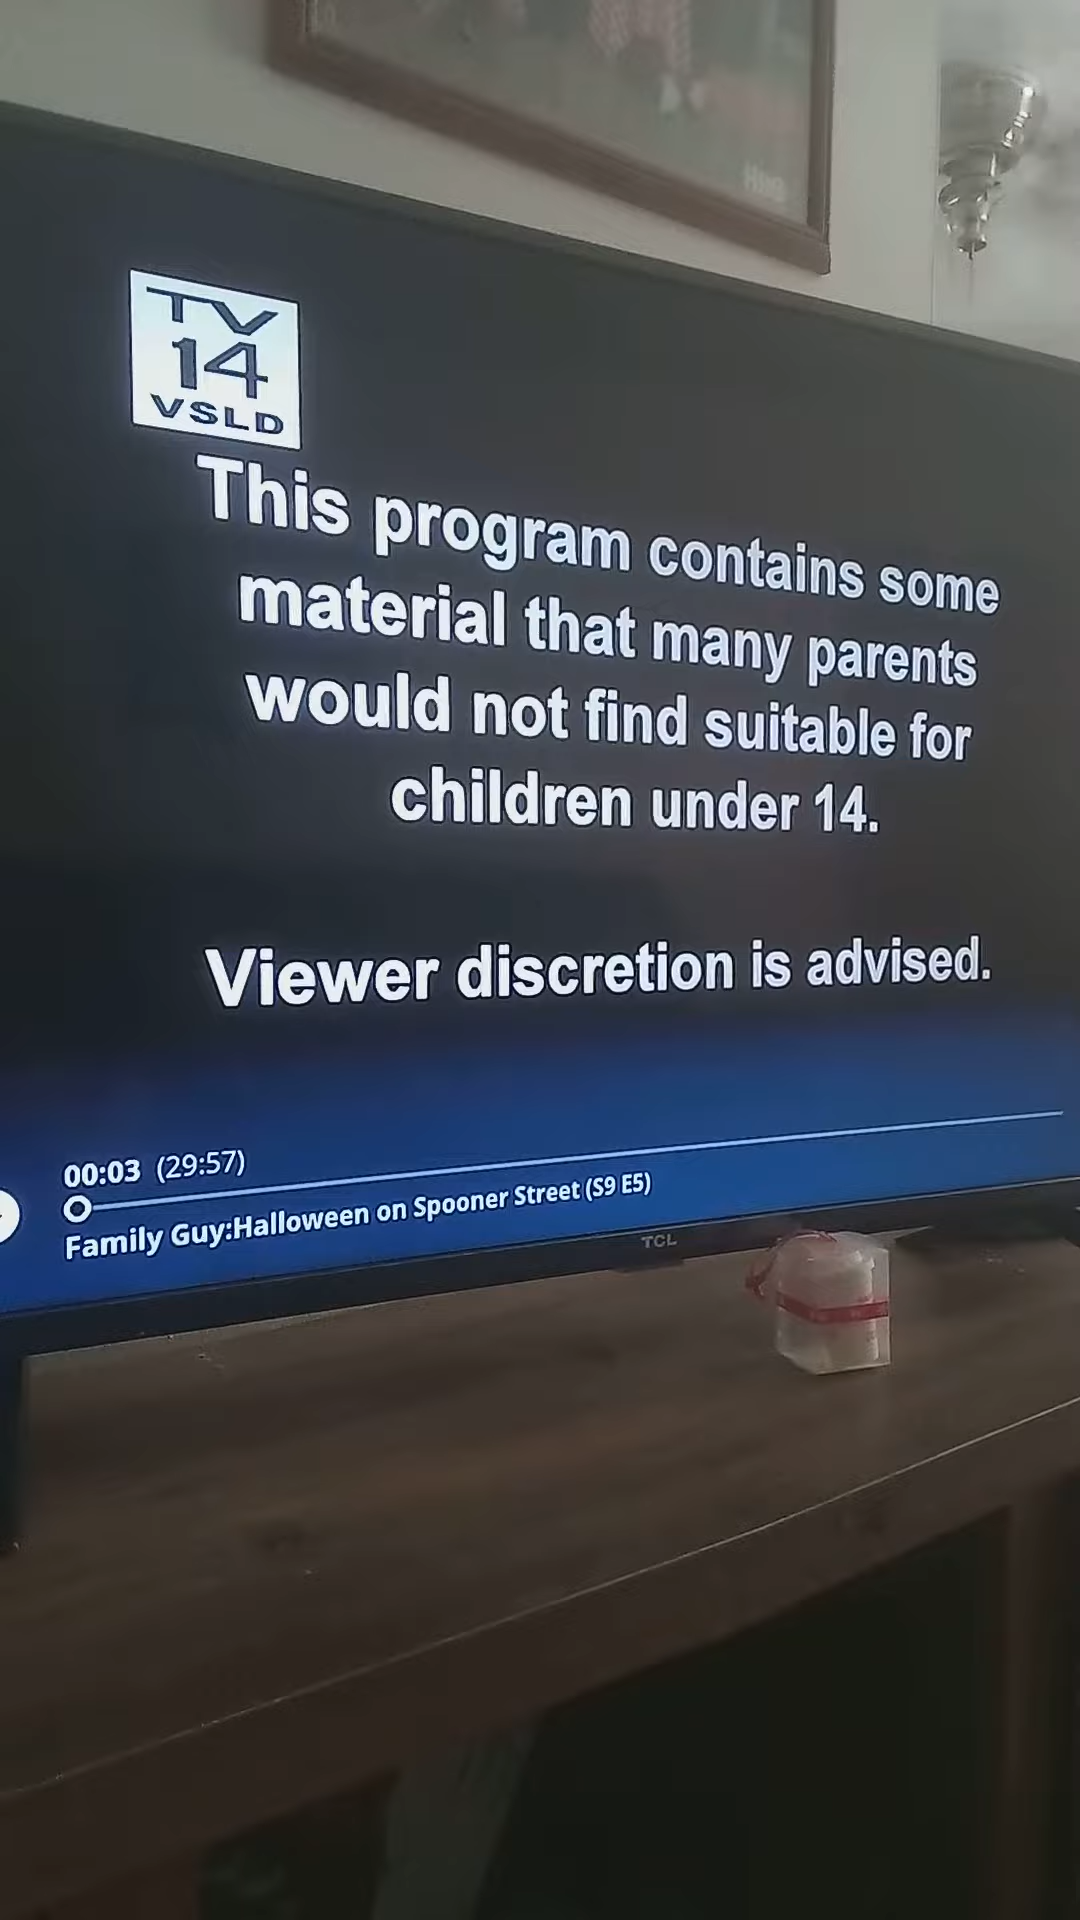 TV
14
VSLD
This program contains some
material that many parents
would not find suitable for
children under 14.
Viewer discretion is advised.
00:03 (29:57)
Family Guy:Halloween on Spooner Street (S9 E5)
TCL